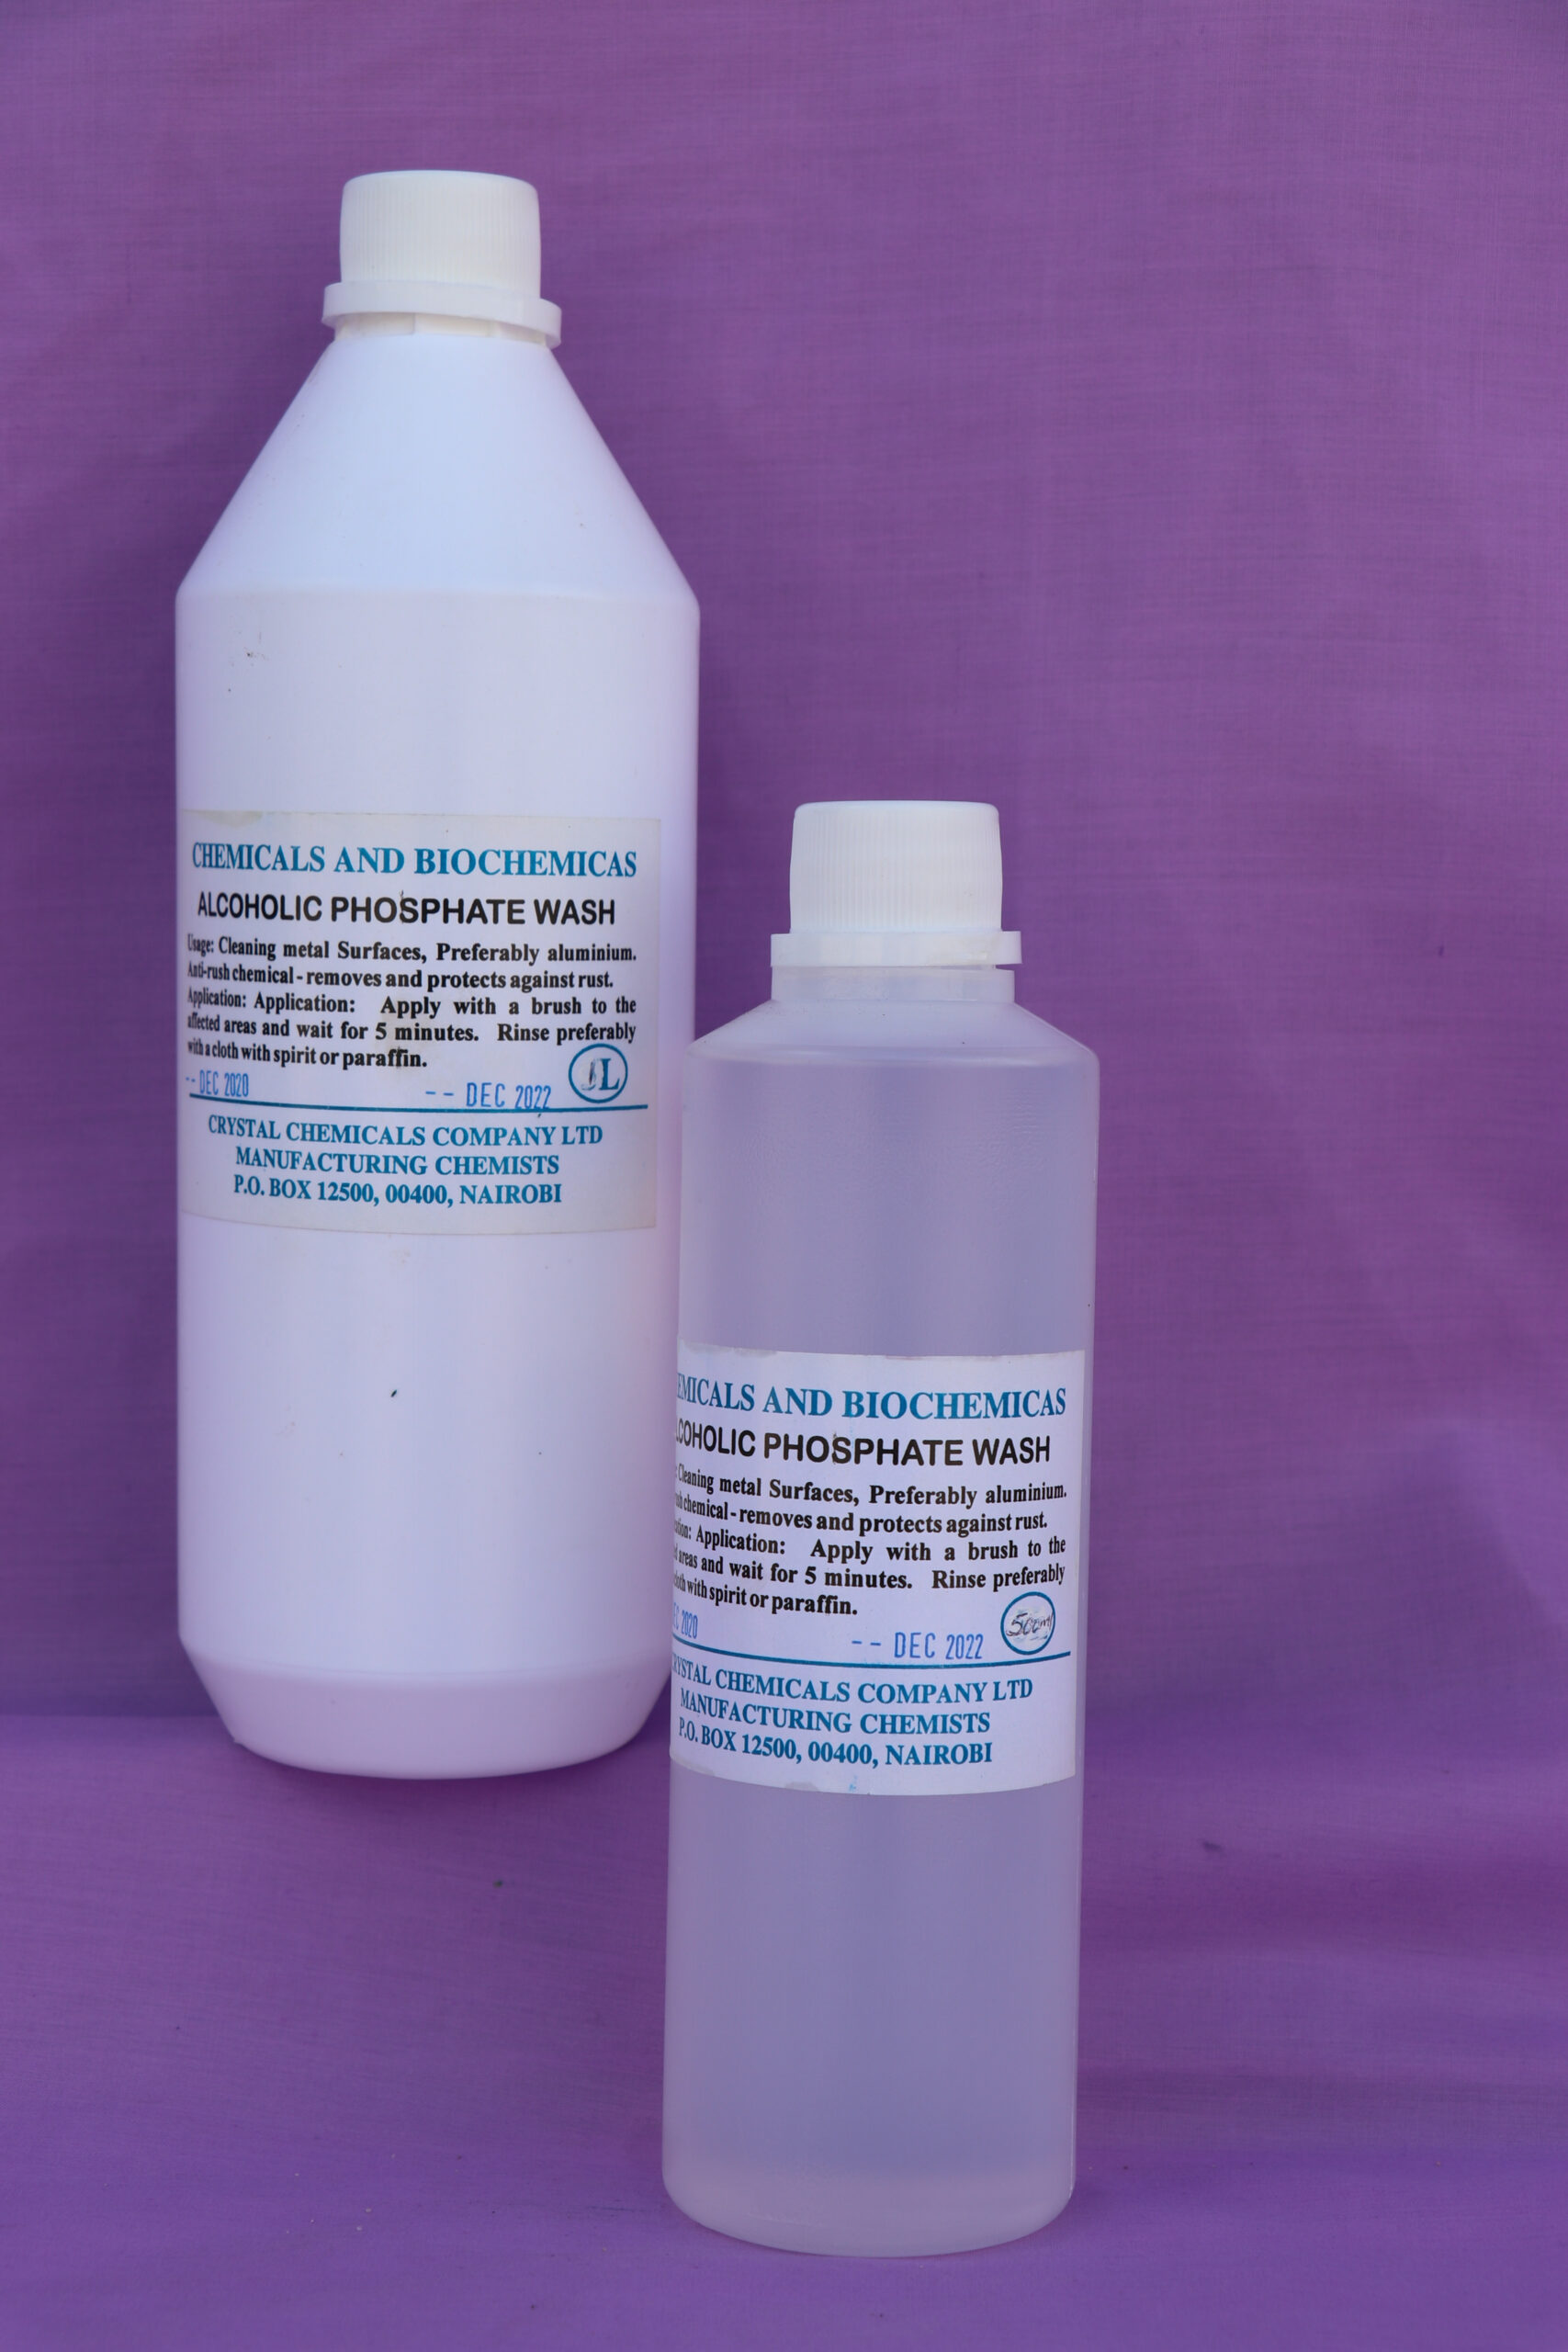 CHEMICALS AND BIOCHEMICAS
ALCOHOLIC PHOSPHATE WASH
Usage: Cleaning metal Surfaces, Preferably aluminium.
Anti-rush chemical - removes and protects against rust.
Application: Application: Apply with a brush to the
affected areas and wait for 5 minutes. Rinse preferably
with a cloth with spirit or paraffin.
-- DEC 2020 -- DEC 2022 1L
CRYSTAL CHEMICALS COMPANY LTD
MANUFACTURING CHEMISTS
P.O. BOX 12500, 00400, NAIROBI
EMICALS AND BIOCHEMICAS
COHOLIC PHOSPHATE WASH
: Cleaning metal Surfaces, Preferably aluminium.
chemical - removes and protects against rust.
Application: Apply with a brush to the
areas and wait for 5 minutes. Rinse preferably
cloth with spirit or paraffin.
2020 -- DEC 2022 500ml
RYSTAL CHEMICALS COMPANY LTD
MANUFACTURING CHEMISTS
P.O. BOX 12500, 00400, NAIROBI